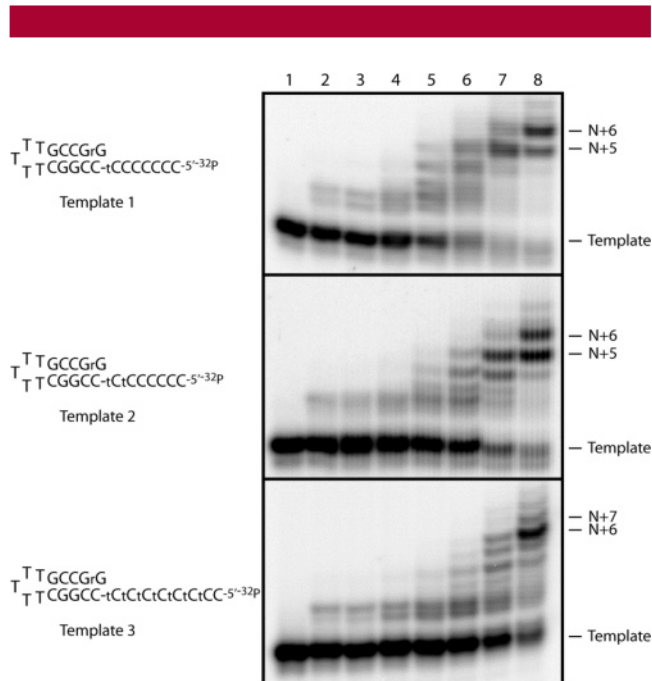 1 2 3 4 5 6 7 8
T T T GCCGrG
T T CGGCC-tCCCCCCC-5'-32P
Template 1
N+6
N+5
Template
T T T GCCGrG
T T CGGCC-tCtCCCCCC-5'-32P
Template 2
N+6
N+5
Template
T T T GCCGrG
T T CGGCC-tCtCtCtCtCtCC-5'-32P
Template 3
N+7
N+6
Template